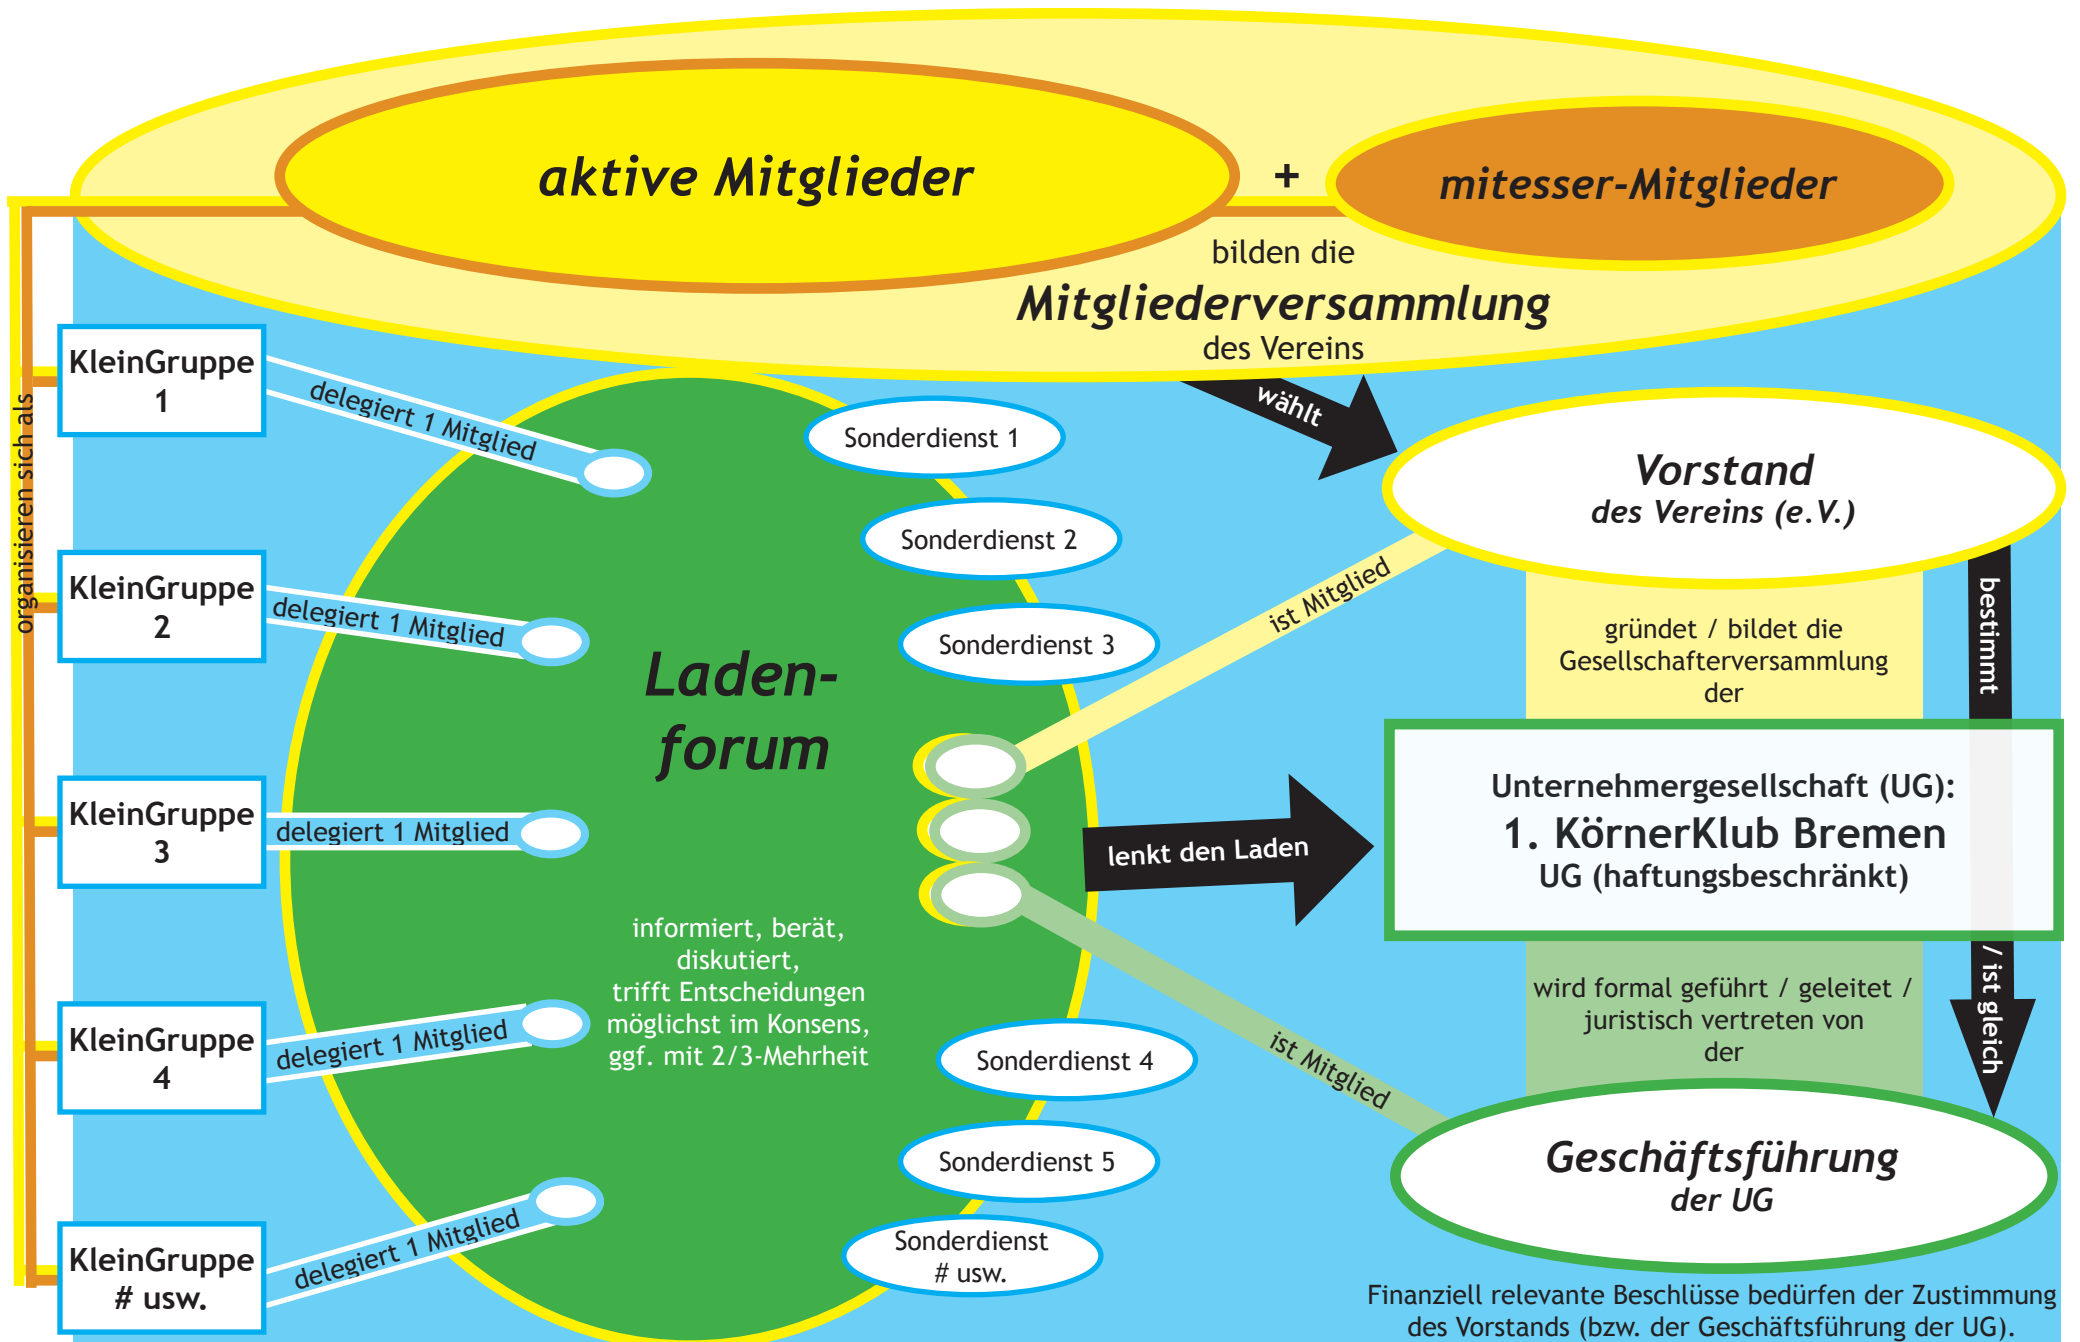 aktive Mitglieder
+
mitesser-Mitglieder
bilden die
Mitgliederversammlung
des Vereins
organisieren sich als
KleinGruppe
1
delegiert 1 Mitglied
KleinGruppe
2
delegiert 1 Mitglied
KleinGruppe
3
delegiert 1 Mitglied
KleinGruppe
4
delegiert 1 Mitglied
KleinGruppe
# usw.
delegiert 1 Mitglied
Laden-
forum
informiert, berät,
diskutiert,
trifft Entscheidungen
möglichst im Konsens,
ggf. mit 2/3-Mehrheit
Sonderdienst 1
Sonderdienst 2
Sonderdienst 3
Sonderdienst 4
Sonderdienst 5
Sonderdienst
# usw.
wählt
Vorstand
des Vereins (e.V.)
ist Mitglied
gründet / bildet die
Gesellschafterversammlung
der
bestimmt
/ ist gleich
lenkt den Laden
Unternehmergesellschaft (UG):
1. KörnerKlub Bremen
UG (haftungsbeschränkt)
wird formal geführt / geleitet /
juristisch vertreten von
der
ist Mitglied
Geschäftsführung
der UG
Finanziell relevante Beschlüsse bedürfen der Zustimmung
des Vorstands (bzw. der Geschäftsführung der UG).